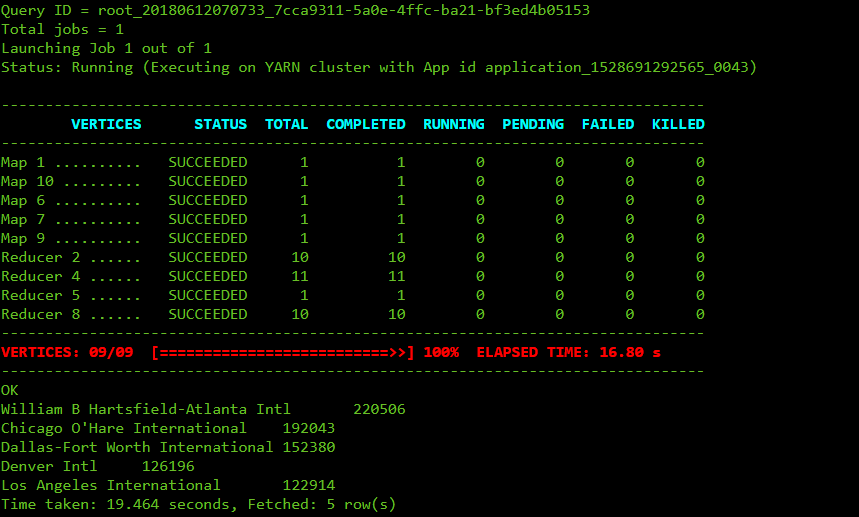 Query ID = root_20180612070733_7cca9311-5a0e-4ffc-ba21-bf3ed4b05153
Total jobs = 1
Launching Job 1 out of 1
Status: Running (Executing on YARN cluster with App id application_1528691292565_0043)
--------------------------------------------------------------------------------
        VERTICES      STATUS  TOTAL  COMPLETED  RUNNING  PENDING  FAILED  KILLED
--------------------------------------------------------------------------------
Map 1 ..........   SUCCEEDED      1          1        0        0       0       0
Map 10 .........   SUCCEEDED      1          1        0        0       0       0
Map 6 ..........   SUCCEEDED      1          1        0        0       0       0
Map 7 ..........   SUCCEEDED      1          1        0        0       0       0
Map 9 ..........   SUCCEEDED      1          1        0        0       0       0
Reducer 2 ......   SUCCEEDED     10         10        0        0       0       0
Reducer 4 ......   SUCCEEDED     11         11        0        0       0       0
Reducer 5 ......   SUCCEEDED      1          1        0        0       0       0
Reducer 8 ......   SUCCEEDED     10         10        0        0       0       0
--------------------------------------------------------------------------------
VERTICES: 09/09  [==========================>>] 100%  ELAPSED TIME: 16.80 s
--------------------------------------------------------------------------------
OK
William B Hartsfield-Atlanta Intl       220506
Chicago O'Hare International    192043
Dallas-Fort Worth International 152380
Denver Intl     126196
Los Angeles International       122914
Time taken: 19.464 seconds, Fetched: 5 row(s)